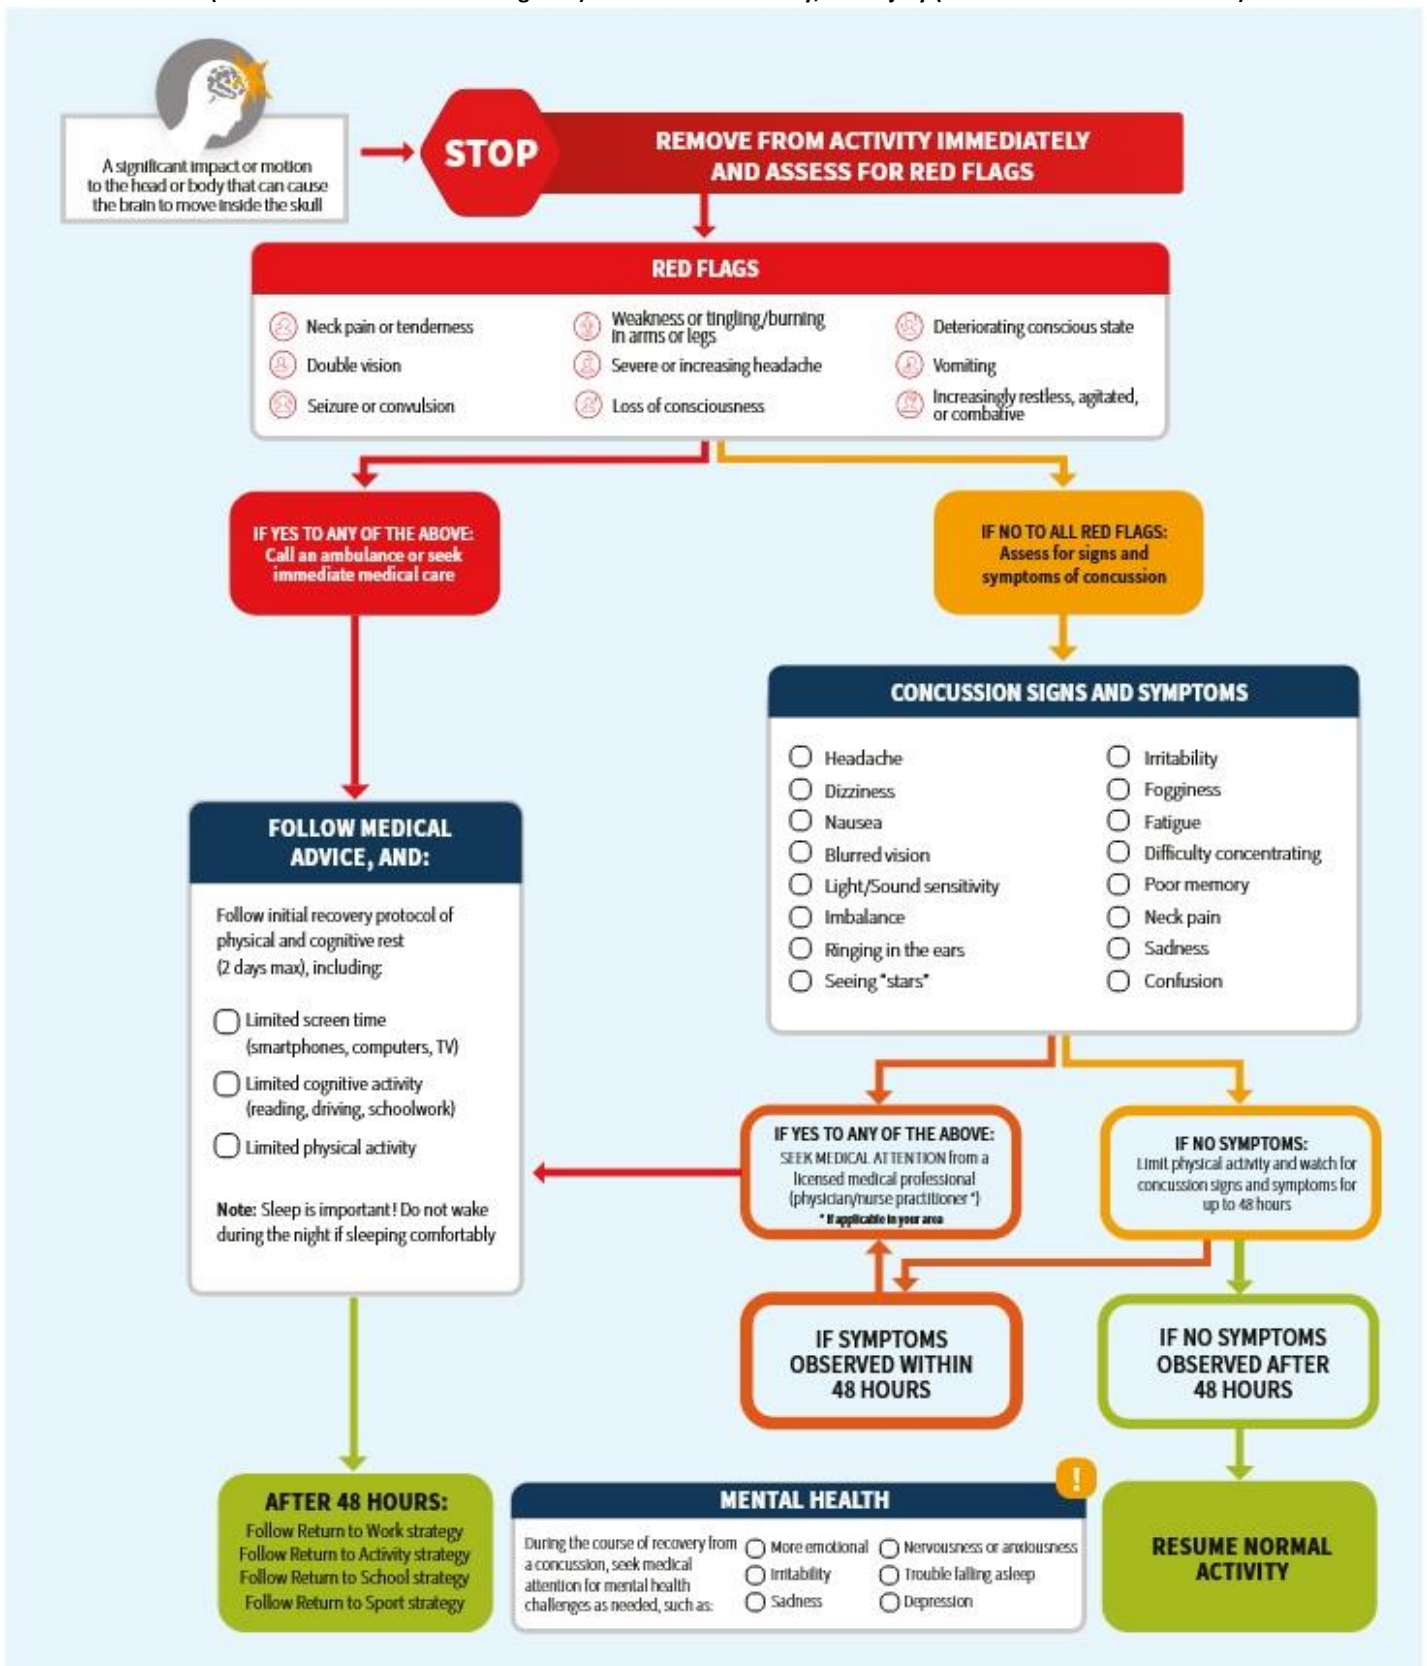 A significant impact or motion
to the head or body that can cause
the brain to move inside the skull
STOP
REMOVE FROM ACTIVITY IMMEDIATELY
AND ASSESS FOR RED FLAGS
RED FLAGS
Neck pain or tenderness
Double vision
Seizure or convulsion
Weakness or tingling/burning
in arms or legs
Severe or increasing headache
Loss of consciousness
Deteriorating conscious state
Vomiting
Increasingly restless, agitated,
or combative
IF YES TO ANY OF THE ABOVE:
Call an ambulance or seek
immediate medical care
IF NO TO ALL RED FLAGS:
Assess for signs and
symptoms of concussion
CONCUSSION SIGNS AND SYMPTOMS
Headache
Dizziness
Nausea
Blurred vision
Light/Sound sensitivity
Imbalance
Ringing in the ears
Seeing "stars"
Irritability
Fogginess
Fatigue
Difficulty concentrating
Poor memory
Neck pain
Sadness
Confusion
FOLLOW MEDICAL
ADVICE, AND:
Follow initial recovery protocol of
physical and cognitive rest
(2 days max), including:
Limited screen time
(smartphones, computers, TV)
Limited cognitive activity
(reading, driving, schoolwork)
Limited physical activity
Note: Sleep is important! Do not wake
during the night if sleeping comfortably
IF YES TO ANY OF THE ABOVE:
SEEK MEDICAL ATTENTION from a
licensed medical professional
(physician/nurse practitioner *)
* If applicable in your area
IF NO SYMPTOMS:
Limit physical activity and watch for
concussion signs and symptoms for
up to 48 hours
IF SYMPTOMS
OBSERVED WITHIN
48 HOURS
IF NO SYMPTOMS
OBSERVED AFTER
48 HOURS
AFTER 48 HOURS:
Follow Return to Work strategy
Follow Return to Activity strategy
Follow Return to School strategy
Follow Return to Sport strategy
!
MENTAL HEALTH
During the course of recovery from
a concussion, seek medical
attention for mental health
challenges as needed, such as:
More emotional
Irritability
Sadness
Nervousness or anxiousness
Trouble falling asleep
Depression
RESUME NORMAL
ACTIVITY